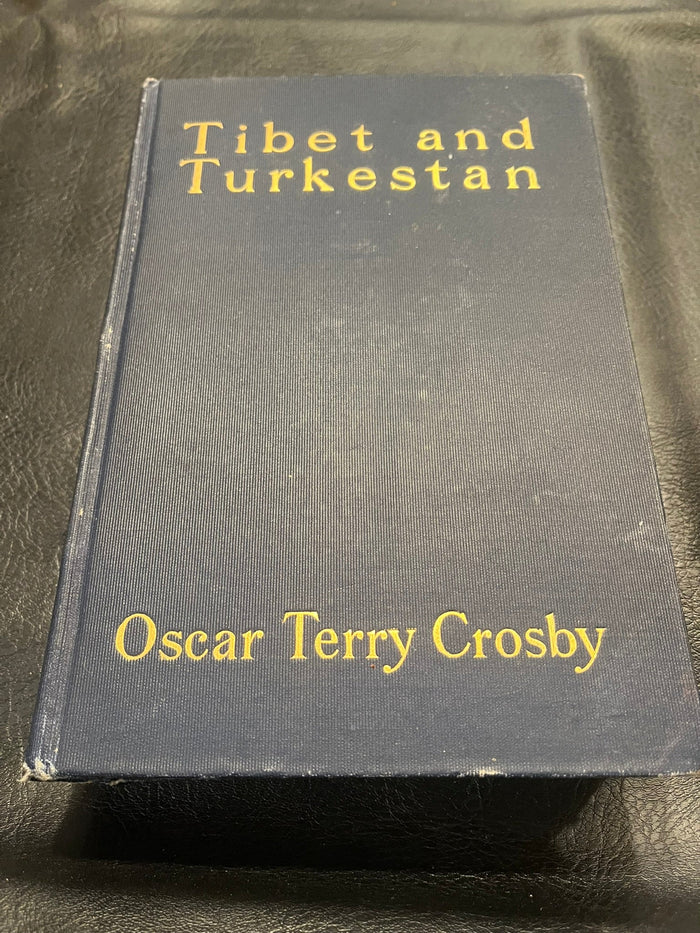 Tibet and
Turkestan
Oscar Terry Crosby